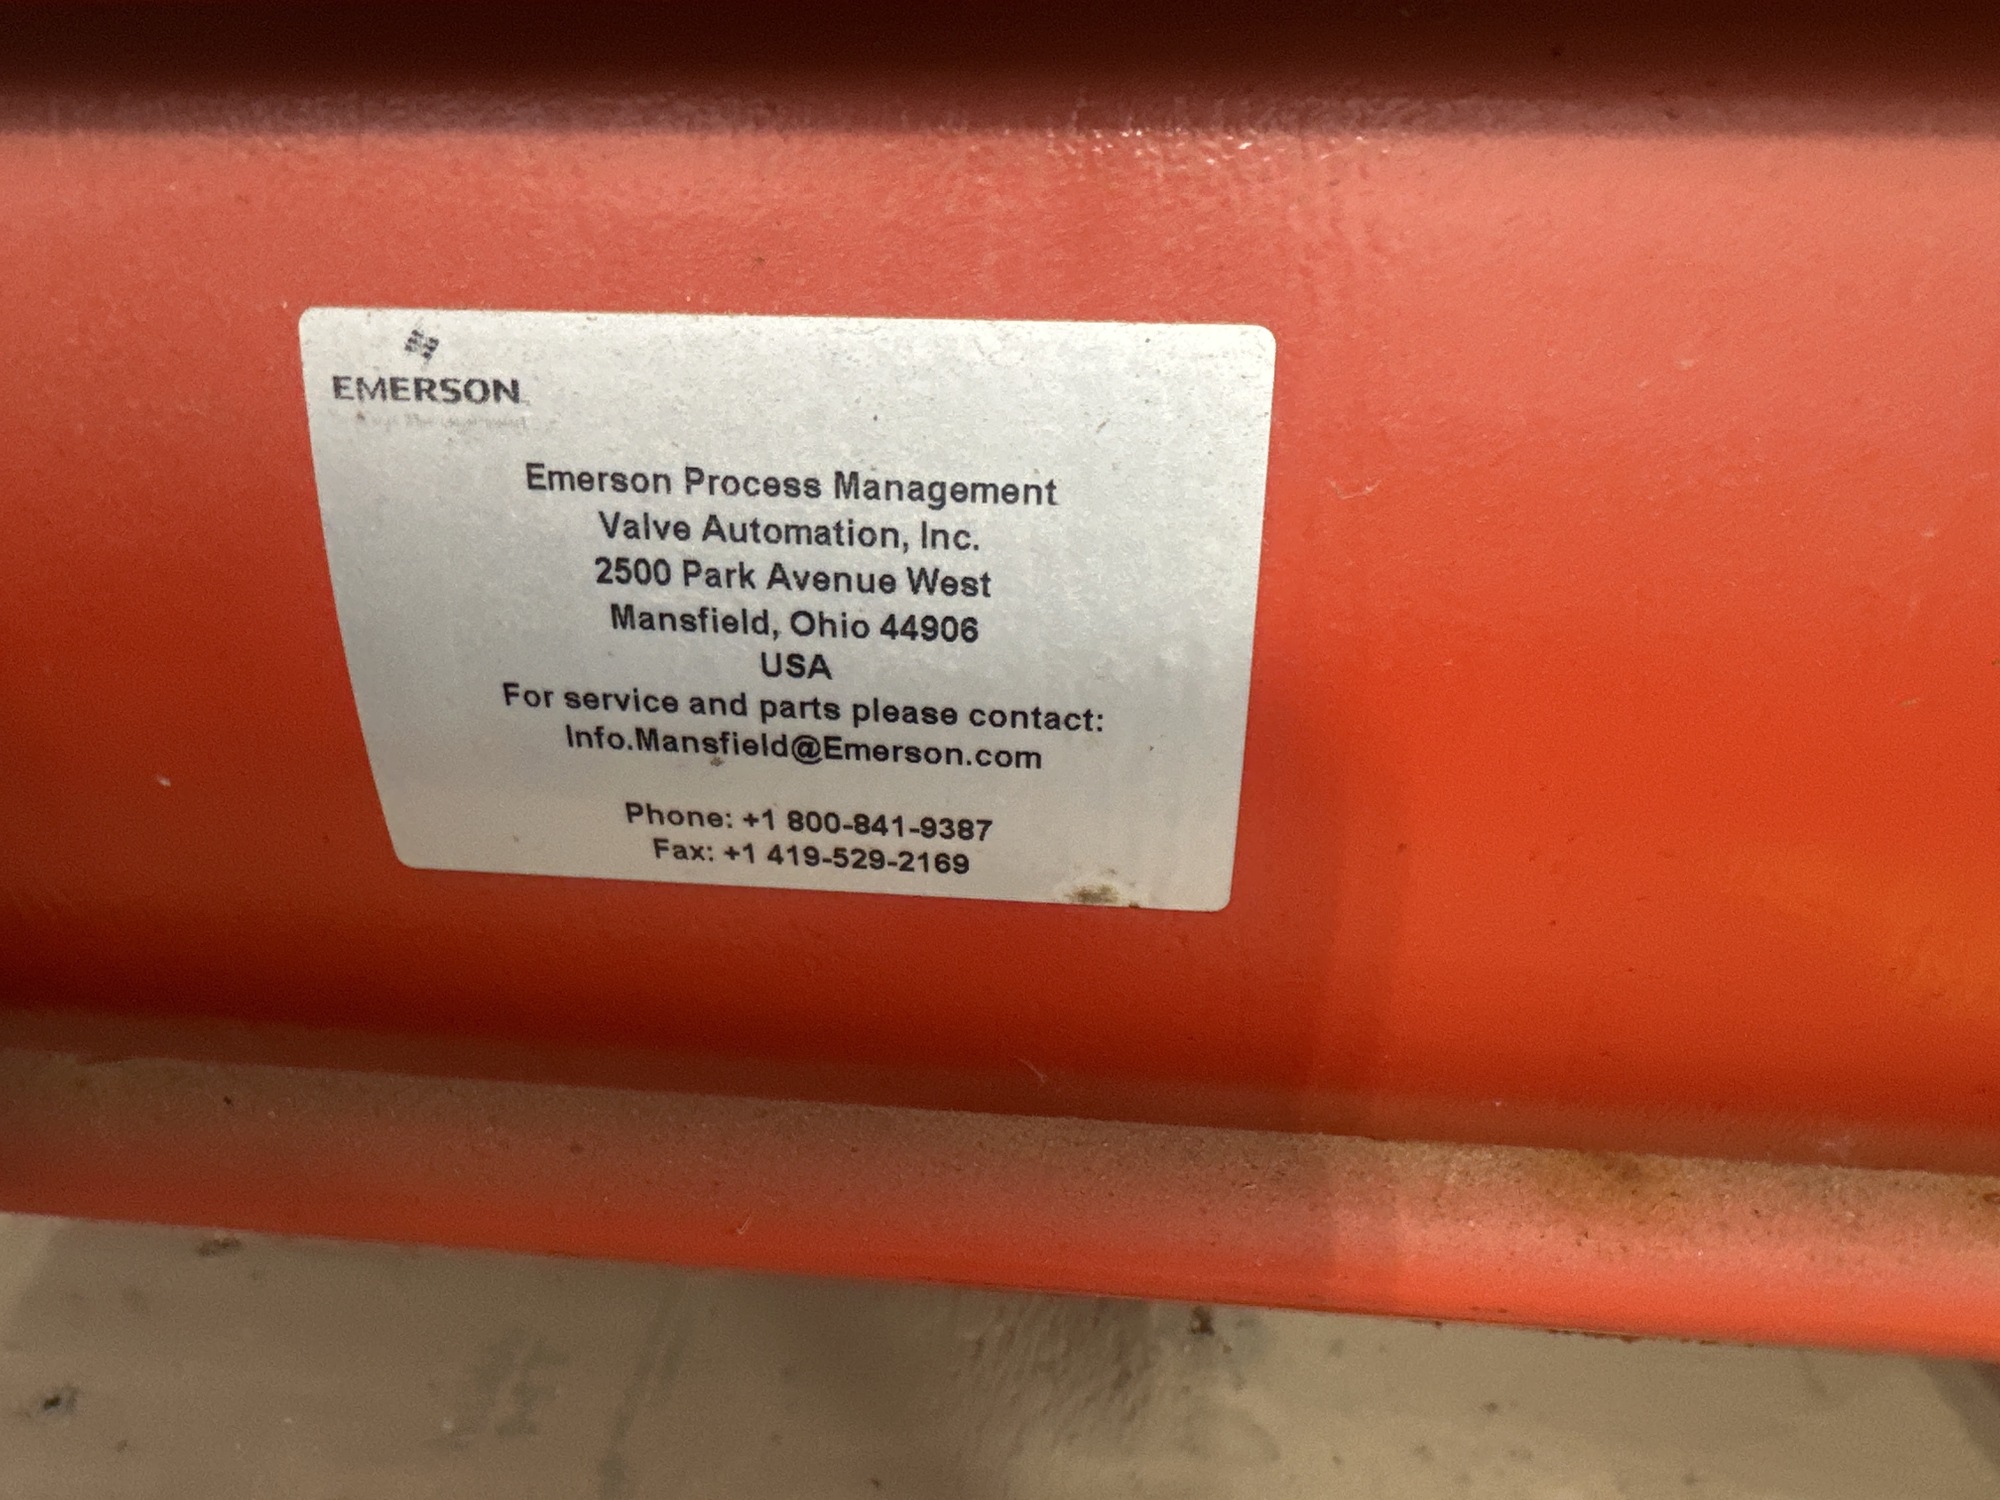 EMERSON
Emerson Process Management
Valve Automation, Inc.
2500 Park Avenue West
Mansfield, Ohio 44906
USA
For service and parts please contact:
Info.Mansfield@Emerson.com
Phone: +1 800-841-9387
Fax: +1 419-529-2169